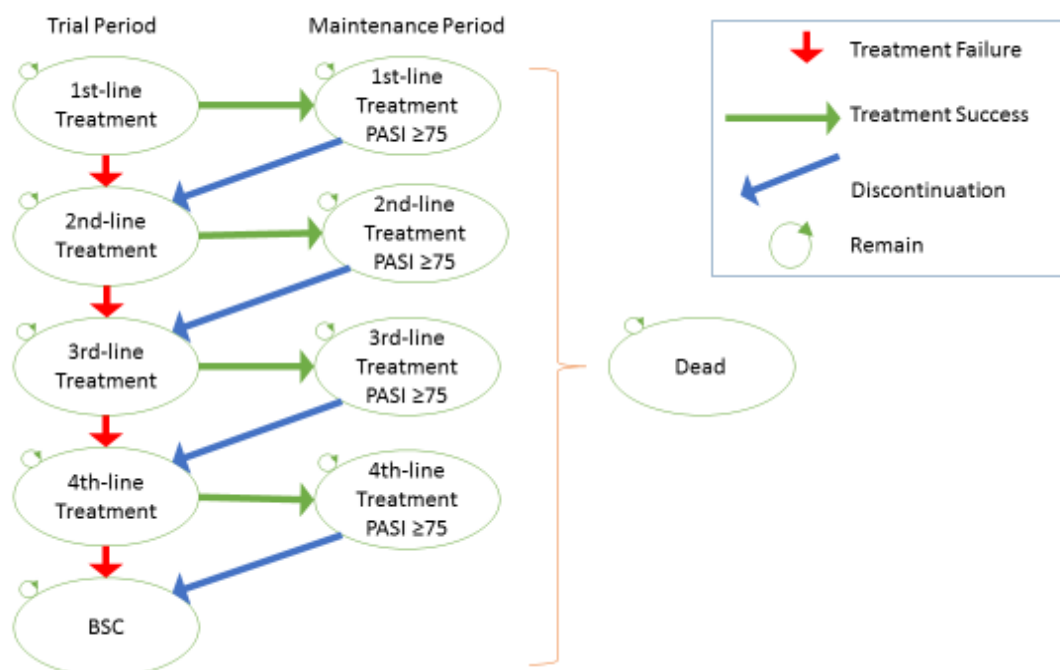 Trial Period
Maintenance Period
1st-line
Treatment
1st-line
Treatment
PASI ≥75
2nd-line
Treatment
2nd-line
Treatment
PASI ≥75
3rd-line
Treatment
3rd-line
Treatment
PASI ≥75
4th-line
Treatment
4th-line
Treatment
PASI ≥75
BSC
Dead
Treatment Failure
Treatment Success
Discontinuation
Remain